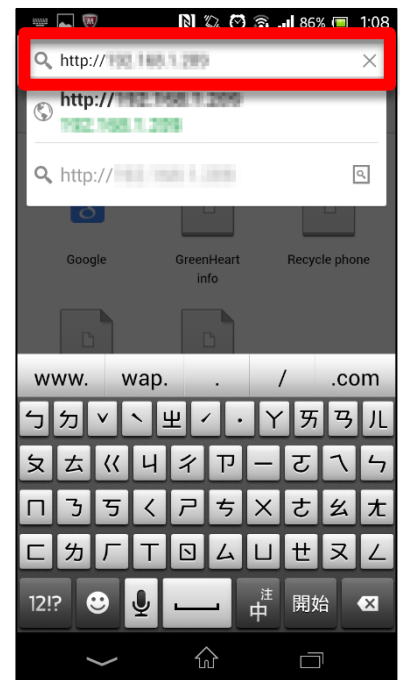 86% 1:08
http://
http://
http://
Google
GreenHeart
info
Recycle phone
www. wap. . / .com
ㄅ ㄉ ˇ ˋ ㄓ ˊ ˙ ㄚ ㄞ ㄢ ㄦ
ㄆ ㄊ ㄍ ㄐ ㄔ ㄗ ㄧ ㄛ ㄟ ㄣ
ㄇ ㄋ ㄎ ㄑ ㄕ ㄘ ㄨ ㄜ ㄠ ㄤ
ㄈ ㄌ ㄏ ㄒ ㄖ ㄙ ㄩ ㄝ ㄡ ㄥ
12!? 注 中 開始